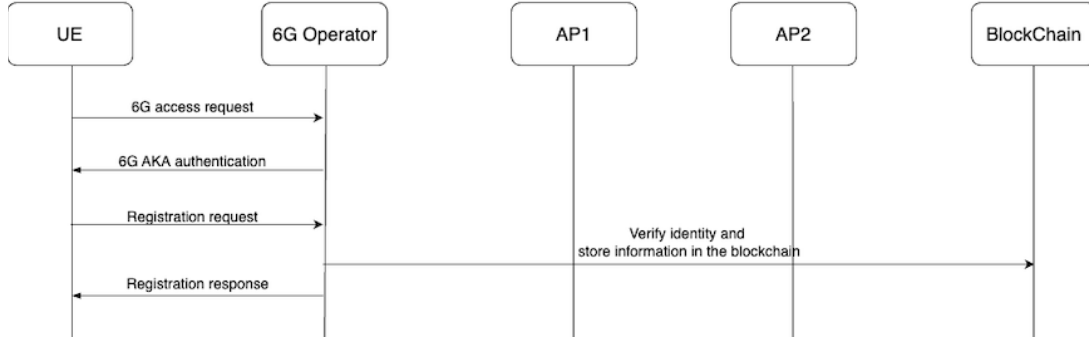 UE
6G Operator
AP1
AP2
BlockChain
6G access request
6G AKA authentication
Registration request
Verify identity and
store information in the blockchain
Registration response